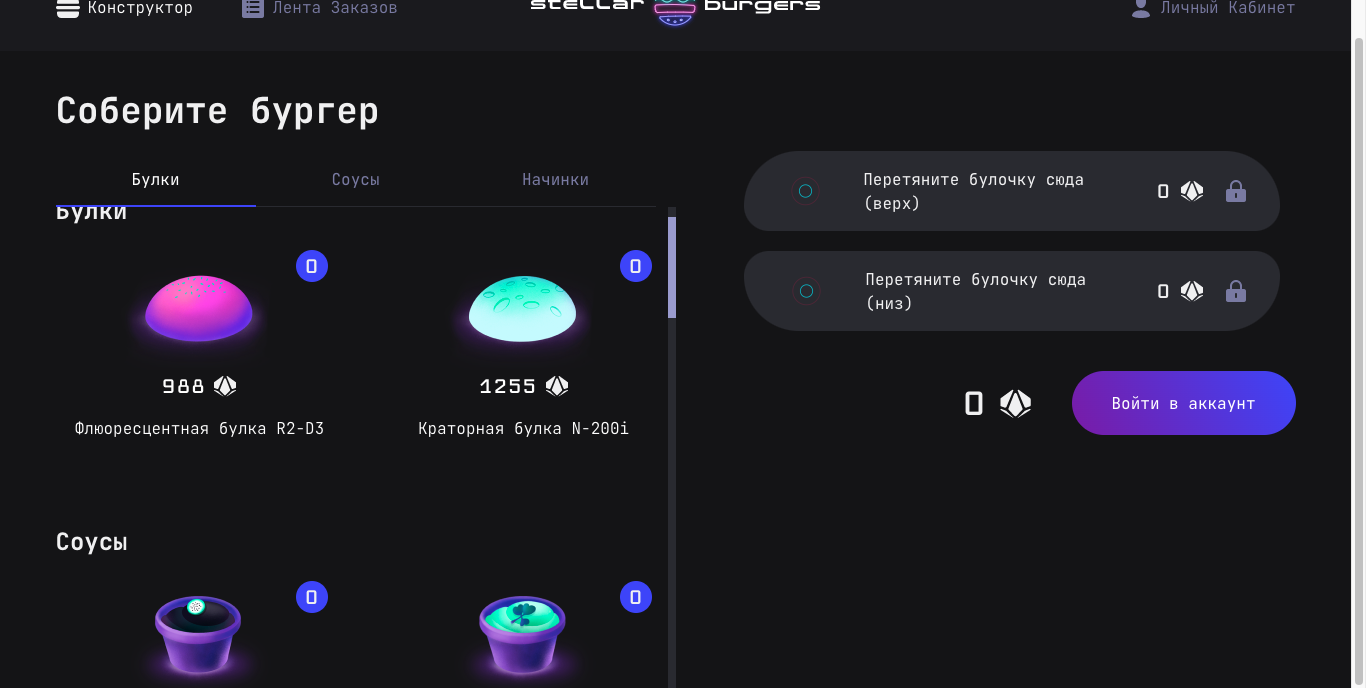 Конструктор
Лента Заказов
stellar burgers
Личный Кабинет
Соберите бургер
Булки
Соусы
Начинки
Булки
0
0
988
1255
Флюоресцентная булка R2-D3
Краторная булка N-200i
Соусы
0
0
Перетяните булочку сюда
(верх)
0
Перетяните булочку сюда
(низ)
0
0
Войти в аккаунт